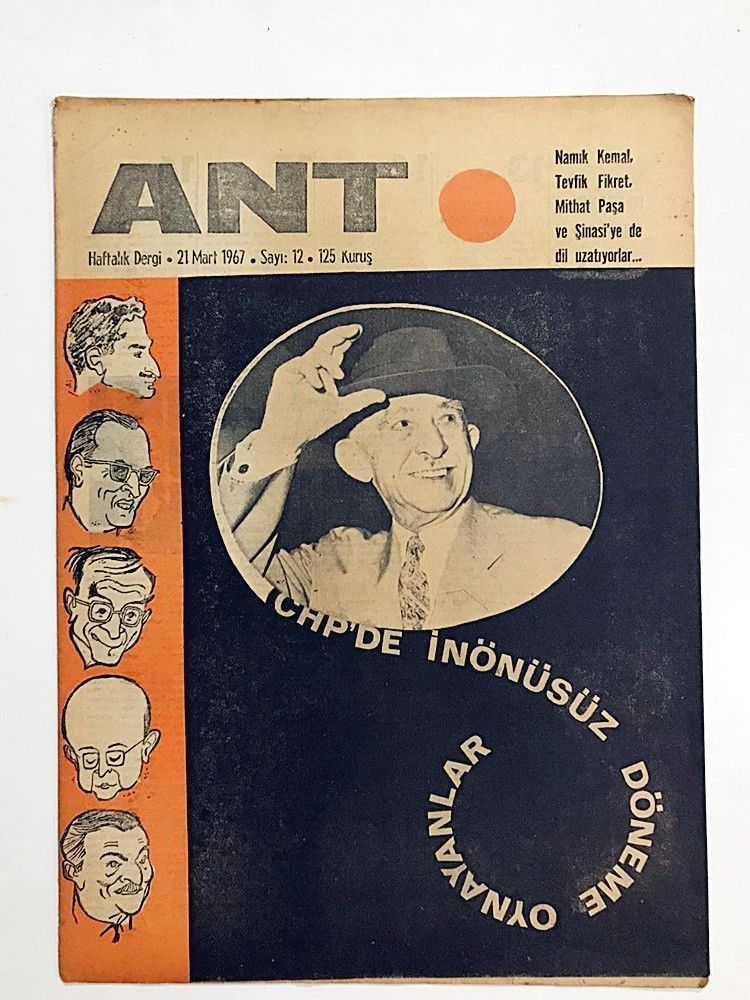 ANT
Namık Kemal,
Tevfik Fikret,
Mithat Paşa
ve Şinasi'ye de
dil uzatıyorlar...
Haftalık Dergi • 21 Mart 1967 • Sayı: 12 • 125 Kuruş
CHP'DE İNÖNÜSÜZ DÖNEME OYNAYANLAR